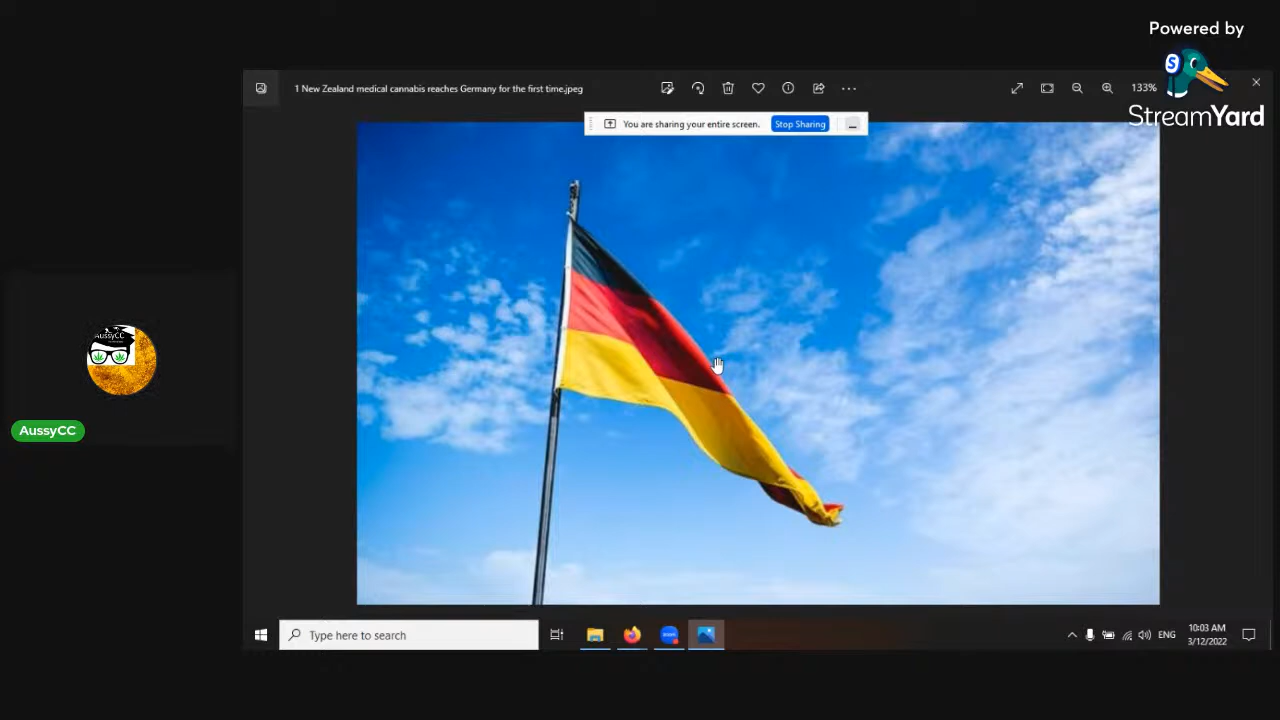 Powered by
StreamYard
1 New Zealand medical cannabis reaches Germany for the first time.jpeg
133%
You are sharing your entire screen.
Stop Sharing
AussyCC
AussyCC
Type here to search
ENG
10:03 AM
3/12/2022